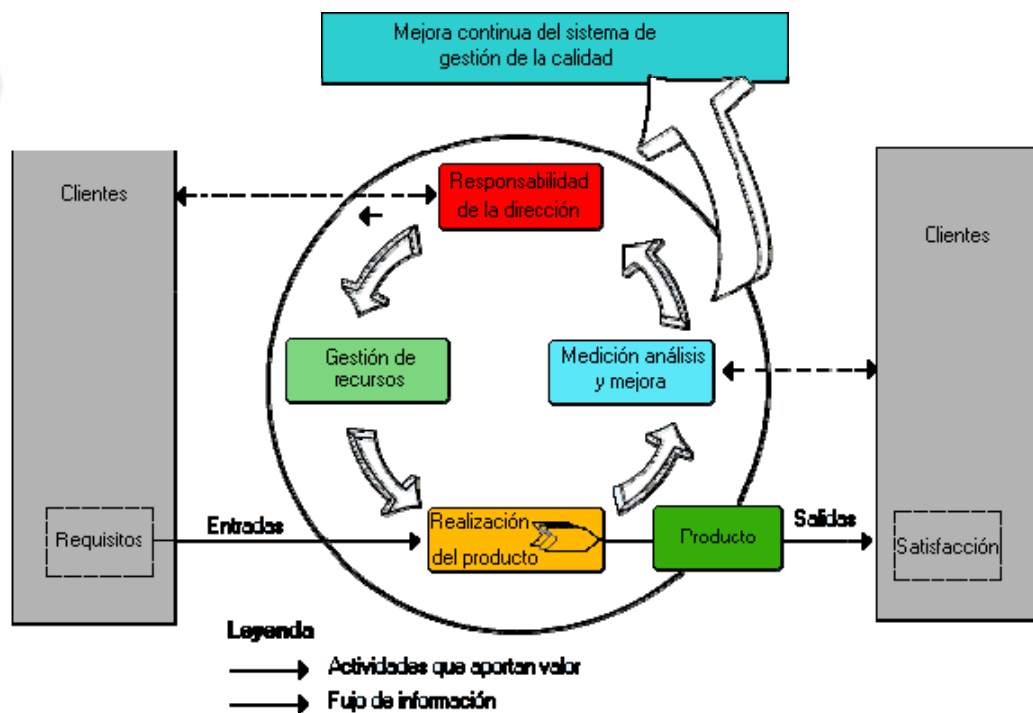 Mejora continua del sistema de
gestión de la calidad
Clientes
Responsabilidad
de la dirección
Clientes
Gestión de
recursos
Medición análisis
y mejora
Requisitos
Entradas
Realización
del producto
Producto
Salidas
Satisfacción
Leyenda
Actividades que aportan valor
Fujo de información